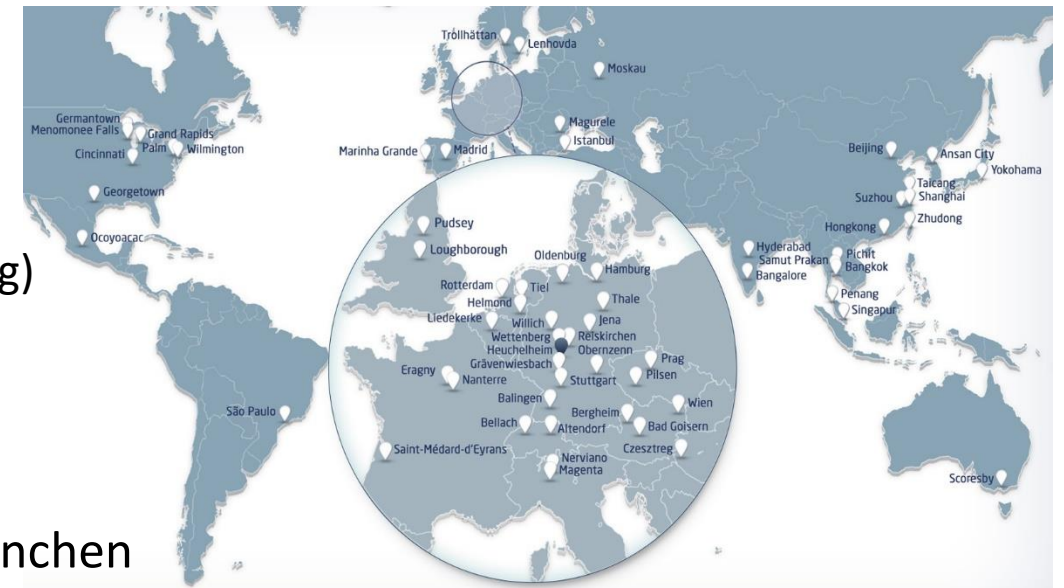 Trollhättan
Lenhovda
Moskau
Germantown
Menomonee Falls
Grand Rapids
Cincinnati
Palm
Wilmington
Georgetown
Ocoyoacac
São Paulo
Marinha Grande
Madrid
Magurele
Istanbul
Beijing
Ansan City
Yokohama
Taicang
Suzhou
Shanghai
Hongkong
Zhudong
Hyderabad
Samut Prakan
Pichit
Bangkok
Bangalore
Penang
Singapur
Scoresby
Pudsey
Loughborough
Oldenburg
Hamburg
Rotterdam
Tiel
Helmond
Thale
Liedekerke
Willich
Jena
Wettenberg
Reiskirchen
Heuchelheim
Obernzenn
Grävenwiesbach
Prag
Eragny
Nanterre
Stuttgart
Pilsen
Balingen
Wien
Bergheim
Bellach
Altendorf
Bad Goisern
Saint-Médard-d'Eyrans
Czesztreg
Nerviano
Magenta
g)
nchen